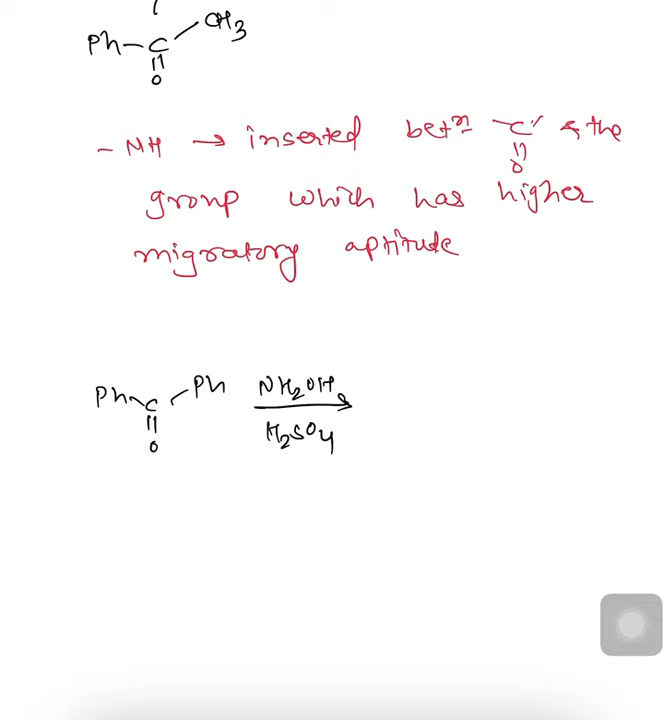 Ph-C-CH3
||
O
- NH → inserted betn -C- & the
||
O
group which has higher
migratory aptitude
Ph-C-Ph NH2OH,
||
O H2SO4